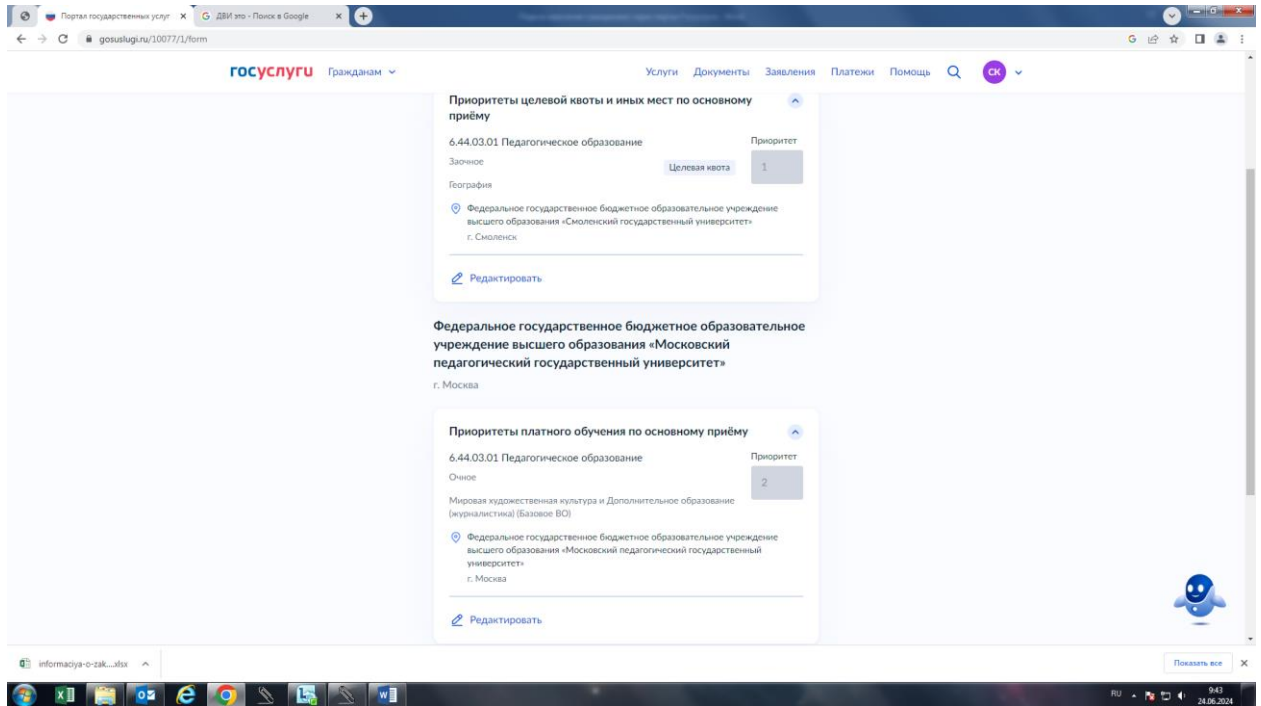 Портал государственных услуг
ДВИ это - Поиск в Google
gosuslugi.ru/10077/1/form
госуслуги Гражданам Услуги Документы Заявления Платежи Помощь СК
Приоритеты целевой квоты и иных мест по основному
приёму
6.44.03.01 Педагогическое образование Приоритет
Заочное Целевая квота 1
География
Федеральное государственное бюджетное образовательное учреждение
высшего образования «Смоленский государственный университет»
г. Смоленск
Редактировать
Федеральное государственное бюджетное образовательное
учреждение высшего образования «Московский
педагогический государственный университет»
г. Москва
Приоритеты платного обучения по основному приёму
6.44.03.01 Педагогическое образование Приоритет
Очное 2
Мировая художественная культура и Дополнительное образование
(журналистика) (Базовое ВО)
Федеральное государственное бюджетное образовательное учреждение
высшего образования «Московский педагогический государственный
университет»
г. Москва
Редактировать
informaciya-o-zak....xlsx Показать все
RU 9:43
24.06.2024